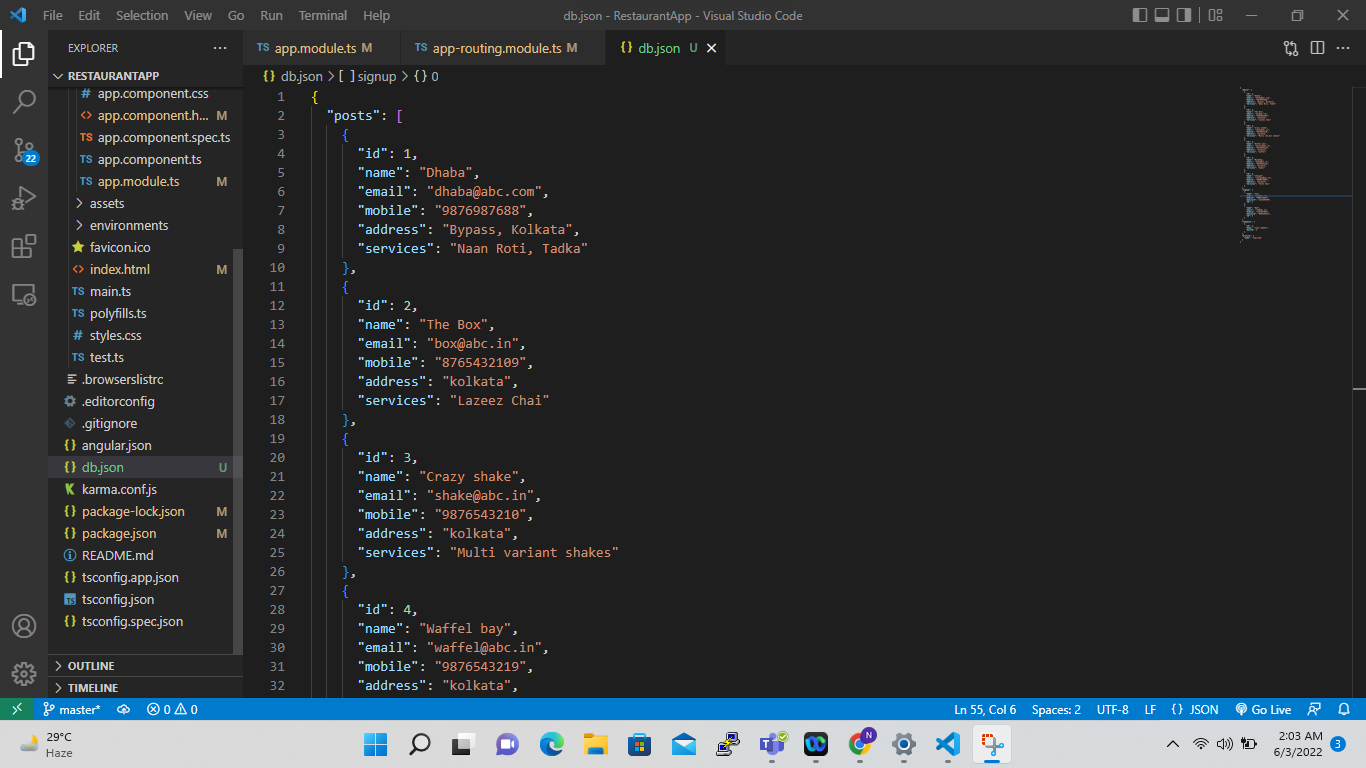 File Edit Selection View Go Run Terminal Help
db.json - RestaurantApp - Visual Studio Code
EXPLORER
RESTAURANTAPP
# app.component.css
<> app.component.h... M
TS app.component.spec.ts
TS app.component.ts
TS app.module.ts M
assets
environments
favicon.ico
<> index.html M
TS main.ts
TS polyfills.ts
# styles.css
TS test.ts
.browserslistrc
.editorconfig
.gitignore
{} angular.json
{} db.json U
karma.conf.js
{} package-lock.json M
{} package.json M
README.md
{} tsconfig.app.json
TS tsconfig.json
{} tsconfig.spec.json
OUTLINE
TIMELINE
22
TS app.module.ts M
TS app-routing.module.ts M
{} db.json U
{} db.json > [ ] signup > {} 0
1 {
2 "posts": [
3 {
4 "id": 1,
5 "name": "Dhaba",
6 "email": "dhaba@abc.com",
7 "mobile": "9876987688",
8 "address": "Bypass, Kolkata",
9 "services": "Naan Roti, Tadka"
10 },
11 {
12 "id": 2,
13 "name": "The Box",
14 "email": "box@abc.in",
15 "mobile": "8765432109",
16 "address": "kolkata",
17 "services": "Lazeez Chai"
18 },
19 {
20 "id": 3,
21 "name": "Crazy shake",
22 "email": "shake@abc.in",
23 "mobile": "9876543210",
24 "address": "kolkata",
25 "services": "Multi variant shakes"
26 },
27 {
28 "id": 4,
29 "name": "Waffel bay",
30 "email": "waffel@abc.in",
31 "mobile": "9876543219",
32 "address": "kolkata",
master* 0 0 Ln 55, Col 6 Spaces: 2 UTF-8 LF {} JSON Go Live
29°C
Haze
N
2:03 AM
6/3/2022
3